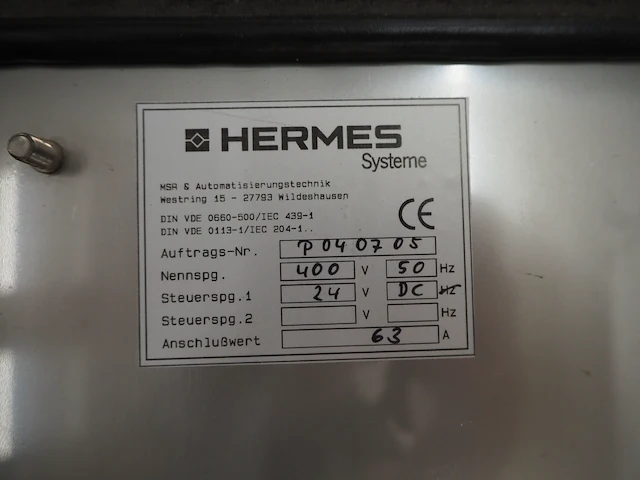 HERMES
Systeme
MSR & Automatisierungstechnik
Westring 15 - 27793 Wildeshausen
DIN VDE 0660-500/IEC 439-1
DIN VDE 0113-1/IEC 204-1..
CE
Auftrags-Nr. P040705
Nennspg. 400 V 50 Hz
Steuerspg.1 24 V DC Hz
Steuerspg.2 V Hz
Anschlußwert 63 A